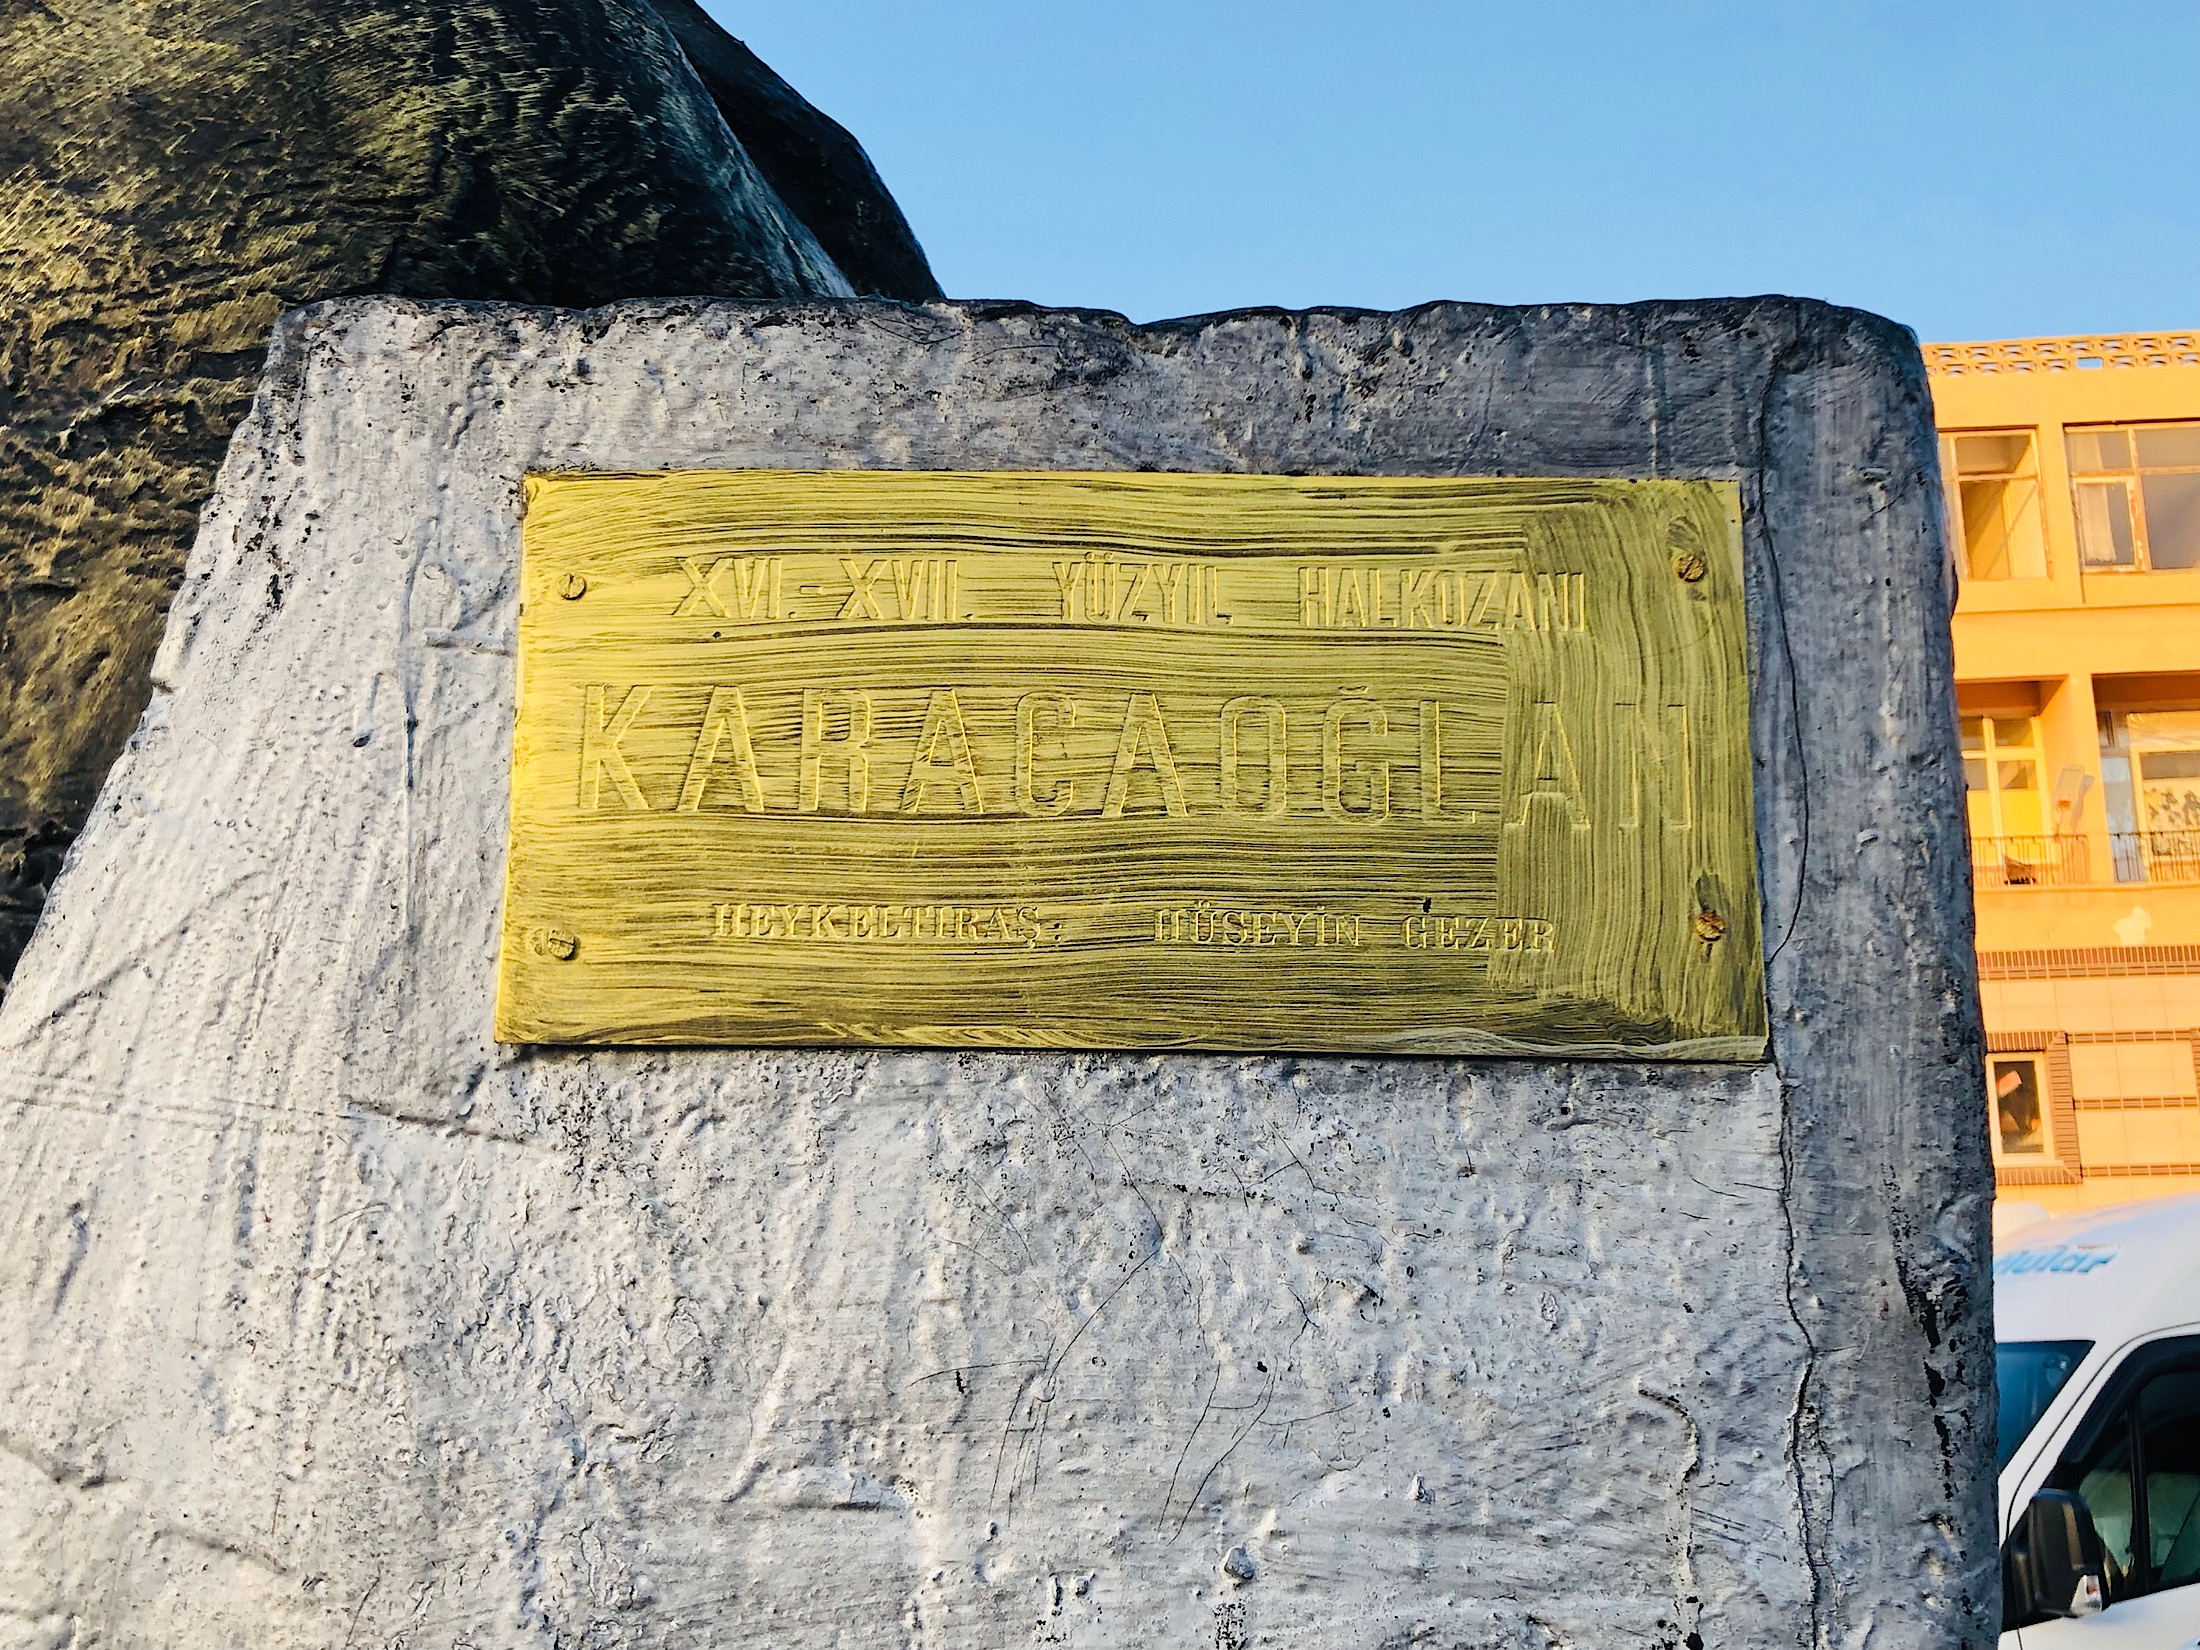 XVI.-XVII. YÜZYIL HALKOZANI
KARACAOĞLAN
HEYKELTIRAŞ: HÜSEYİN GEZER